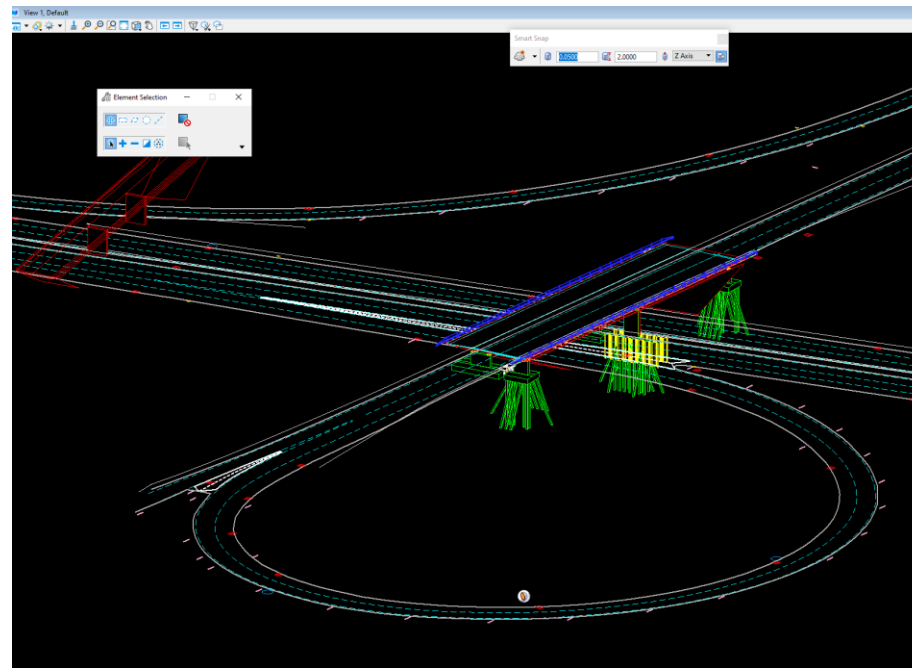 View 1, Default
Smart Snap
0.0500
2.0000
Z Axis
Element Selection